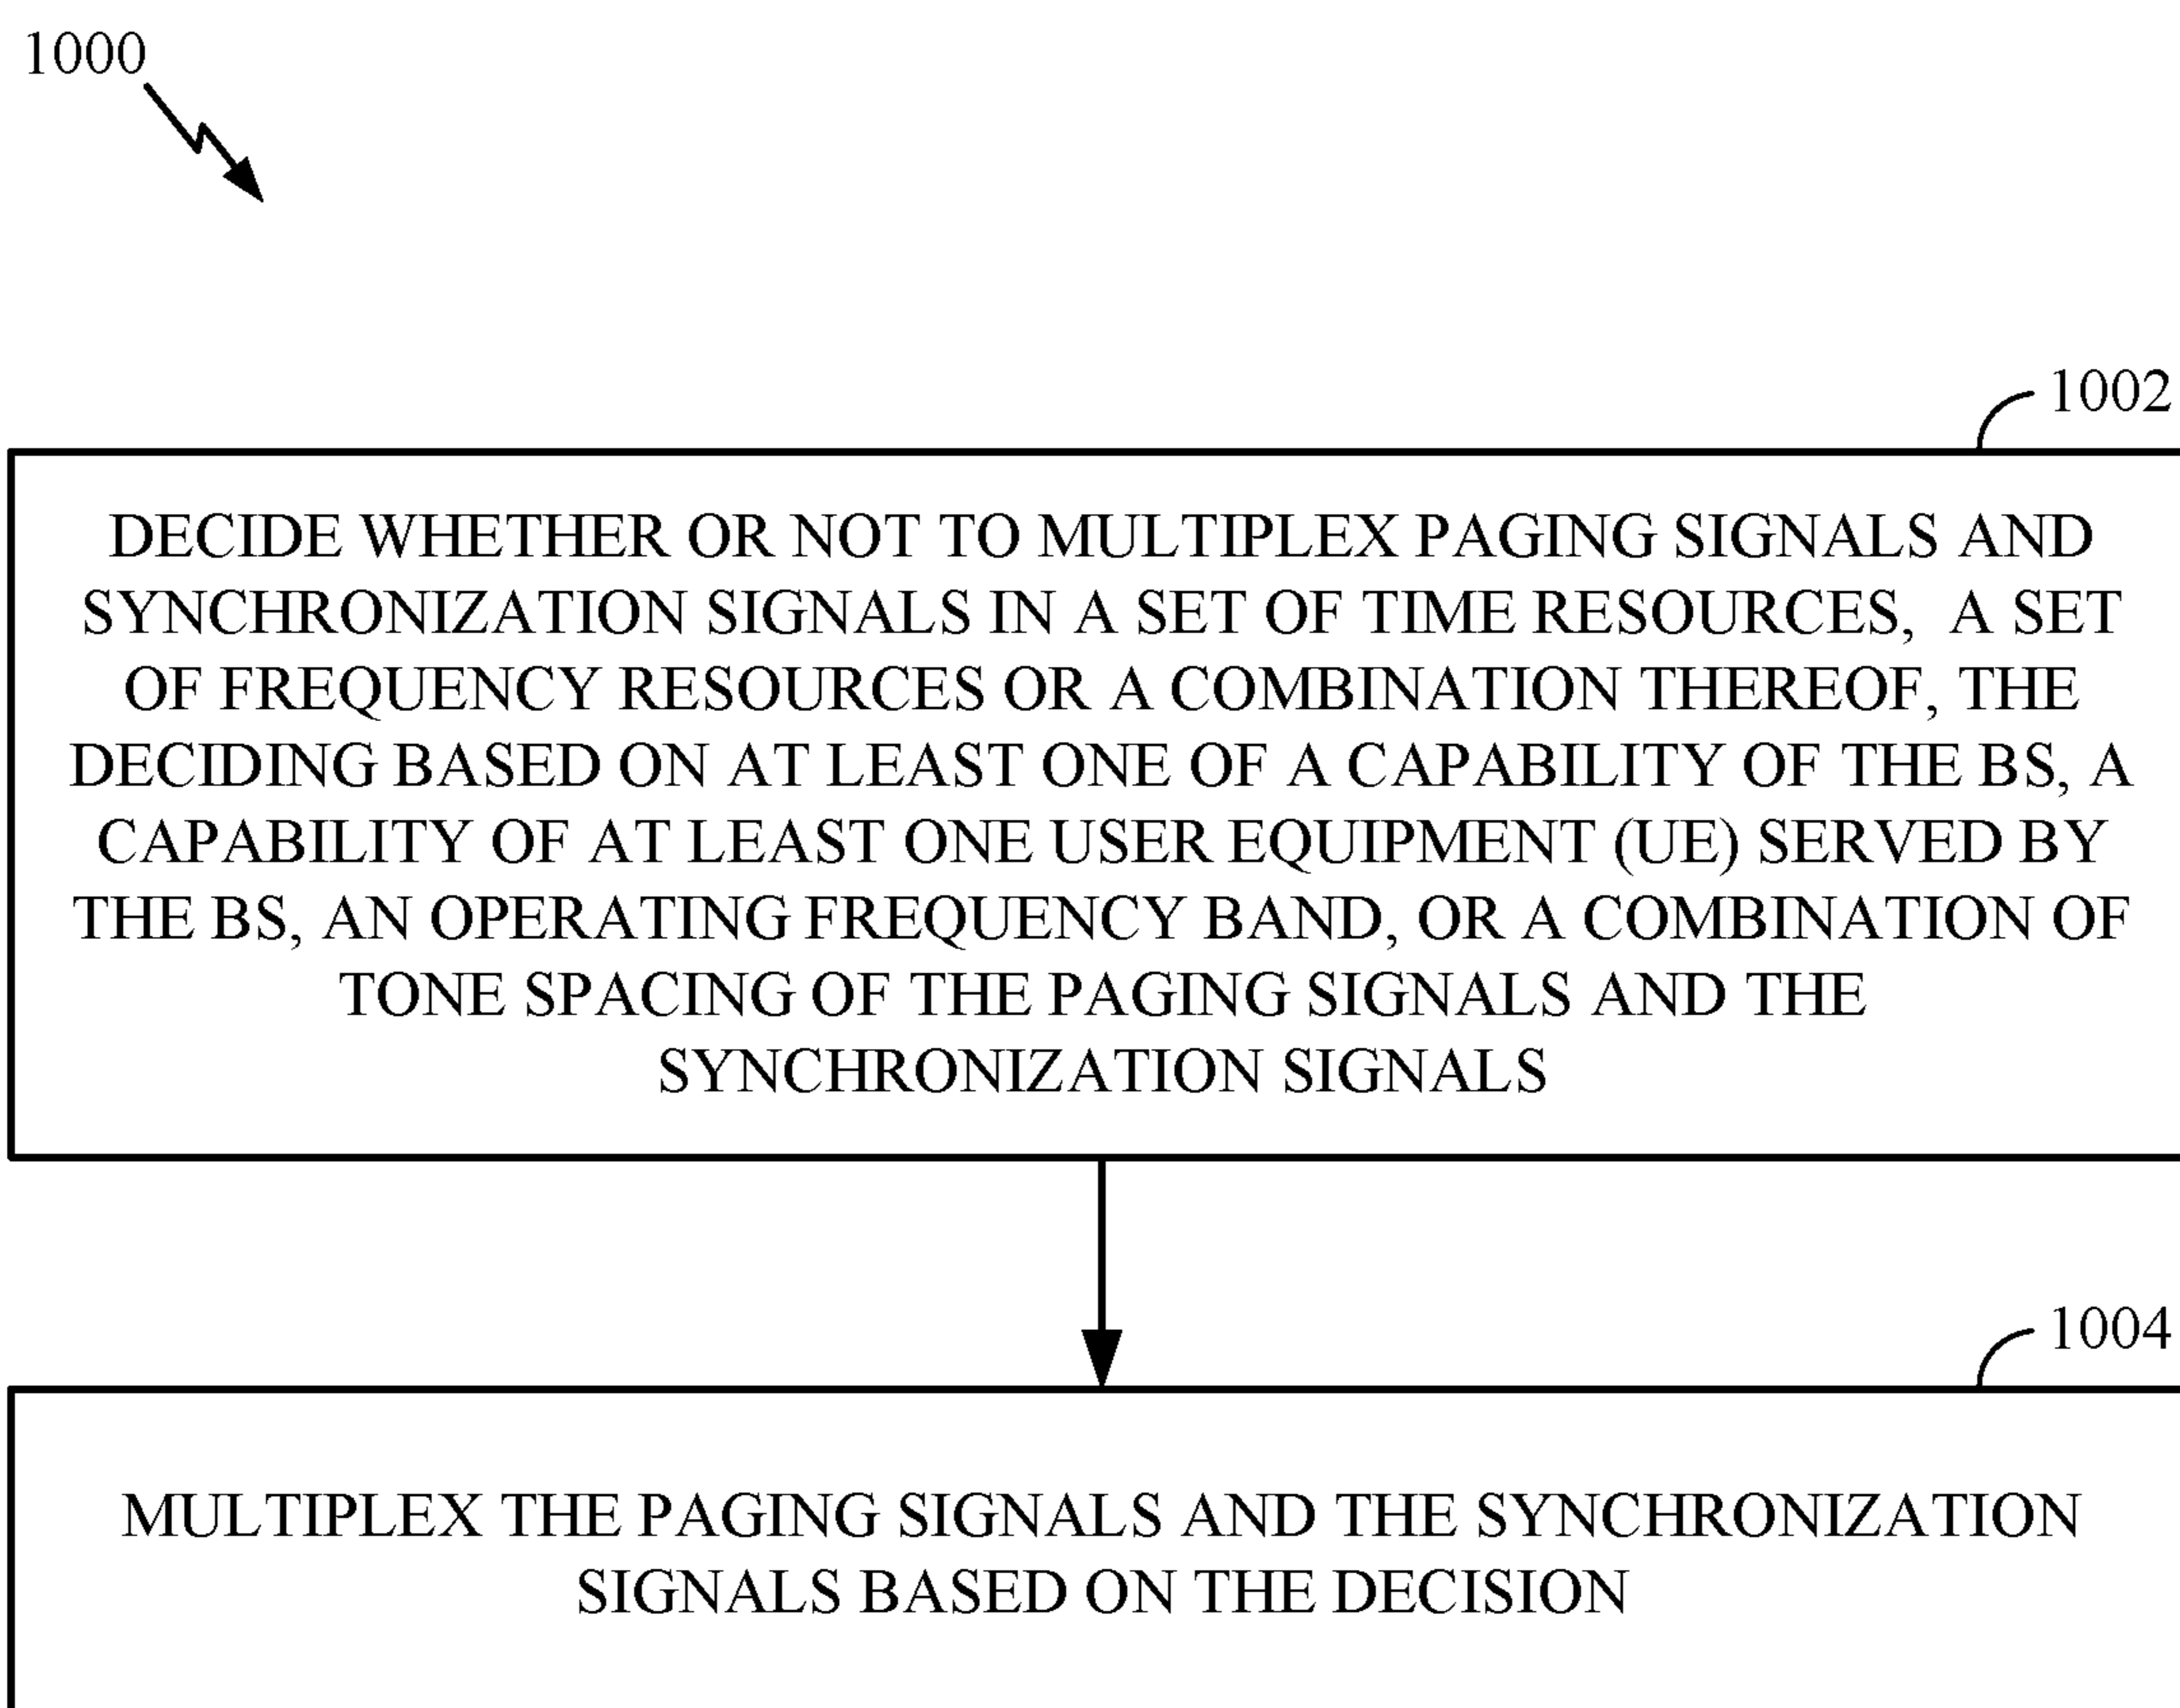 1000
1002
DECIDE WHETHER OR NOT TO MULTIPLEX PAGING SIGNALS AND
SYNCHRONIZATION SIGNALS IN A SET OF TIME RESOURCES, A SET
OF FREQUENCY RESOURCES OR A COMBINATION THEREOF, THE
DECIDING BASED ON AT LEAST ONE OF A CAPABILITY OF THE BS, A
CAPABILITY OF AT LEAST ONE USER EQUIPMENT (UE) SERVED BY
THE BS, AN OPERATING FREQUENCY BAND, OR A COMBINATION OF
TONE SPACING OF THE PAGING SIGNALS AND THE
SYNCHRONIZATION SIGNALS
1004
MULTIPLEX THE PAGING SIGNALS AND THE SYNCHRONIZATION
SIGNALS BASED ON THE DECISION